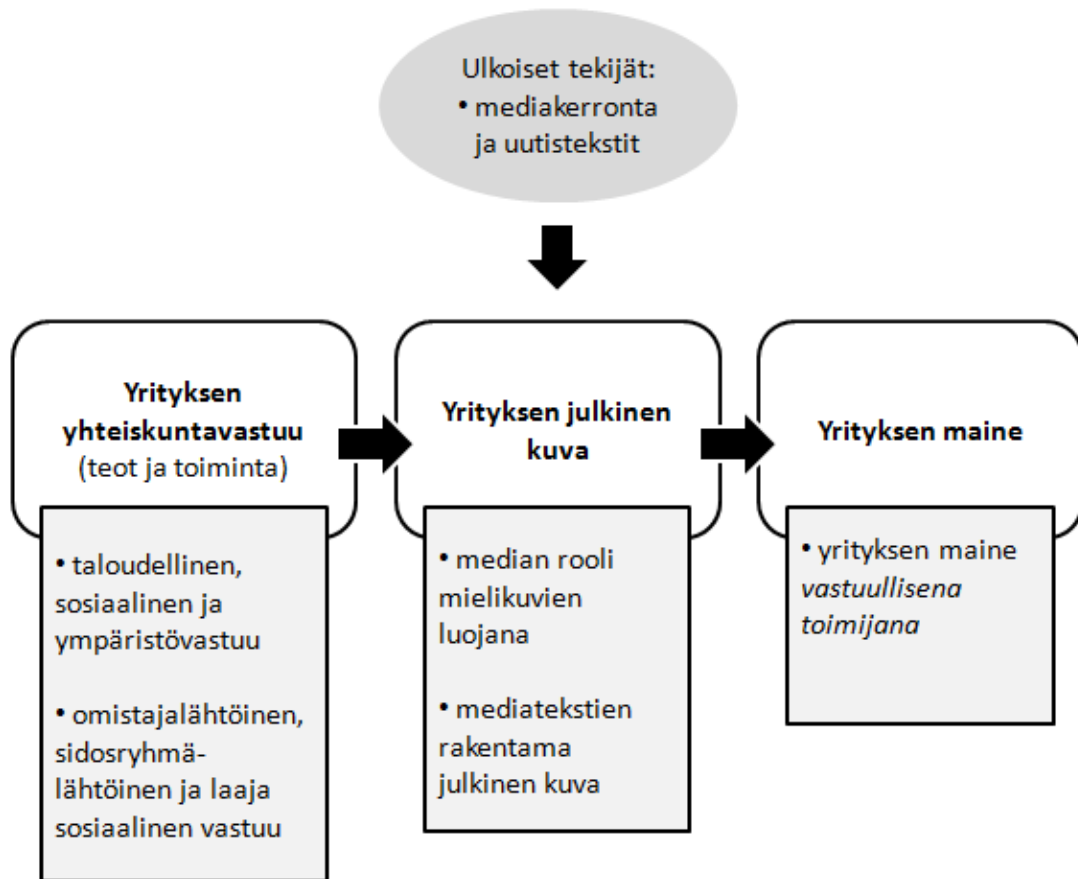 Ulkoiset tekijät:
• mediakerronta
ja uutistekstit
Yrityksen
yhteiskuntavastuu
(teot ja toiminta)
• taloudellinen,
sosiaalinen ja
ympäristövastuu
• omistajalähtöinen,
sidosryhmä-
lähtöinen ja laaja
sosiaalinen vastuu
Yrityksen julkinen
kuva
• median rooli
mielikuvien
luojana
• mediatekstien
rakentama
julkinen kuva
Yrityksen maine
• yrityksen maine
vastuullisena
toimijana